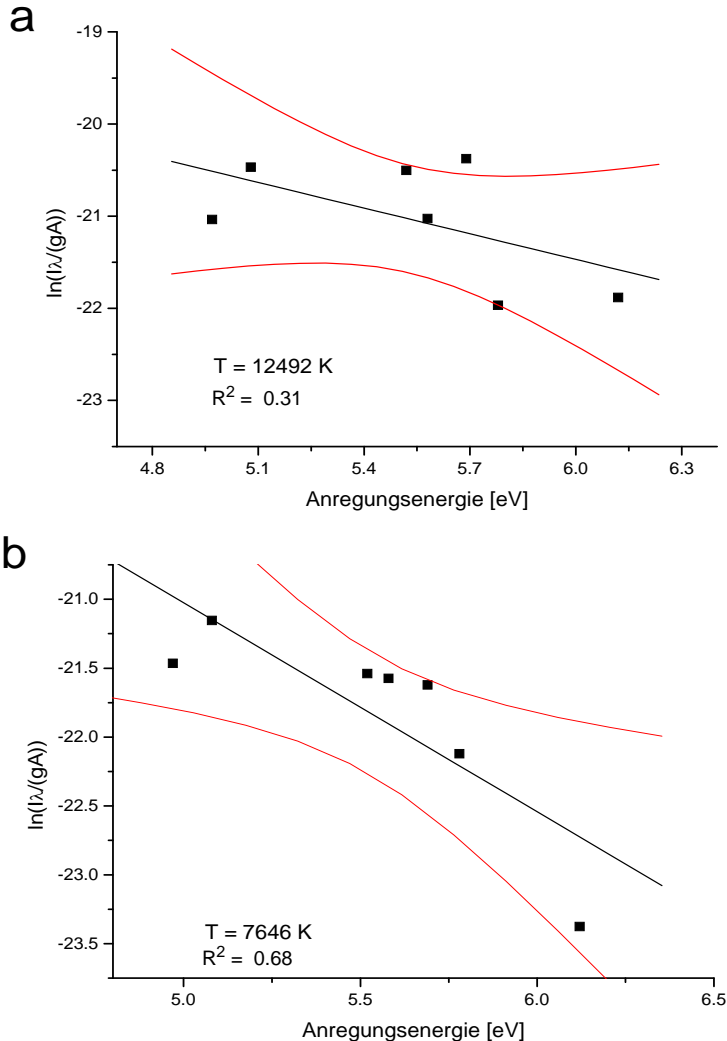 a
-19
-20
-21
-22
-23
ln(Iλ/(gA))
T = 12492 K
R² = 0.31
4.8 5.1 5.4 5.7 6.0 6.3
Anregungsenergie [eV]
b
-21.0
-21.5
-22.0
-22.5
-23.0
-23.5
ln(Iλ/(gA))
T = 7646 K
R² = 0.68
5.0 5.5 6.0 6.5
Anregungsenergie [eV]